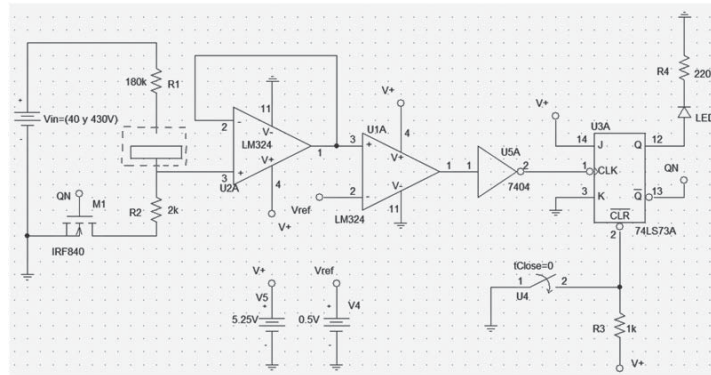 R4
220
LED
180k
R1
+
Vin=(40 y 430V)
-
11
V-
LM324
V+
2
-
3
+
U2A
4
V+
1
V+
U1A
3
+
4
V+
V-
2
-
11
1
Vref
LM324
U5A
1
2
7404
V+
U3A
14
J
Q
12
1
CLK
QN
3
K
Q
13
CLR
2
74LS73A
QN
M1
R2
2k
IRF840
tClose=0
1
2
U4
R3
1k
V+
V+
V5
+
5.25V
-
Vref
V4
+
0.5V
-